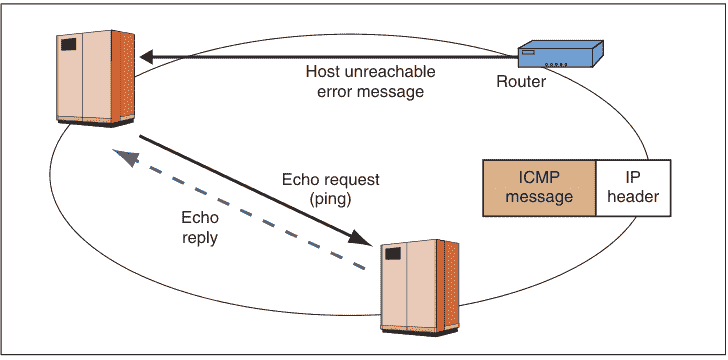 Host unreachable
error message
Router
ICMP
message
IP
header
Echo request
(ping)
Echo
reply